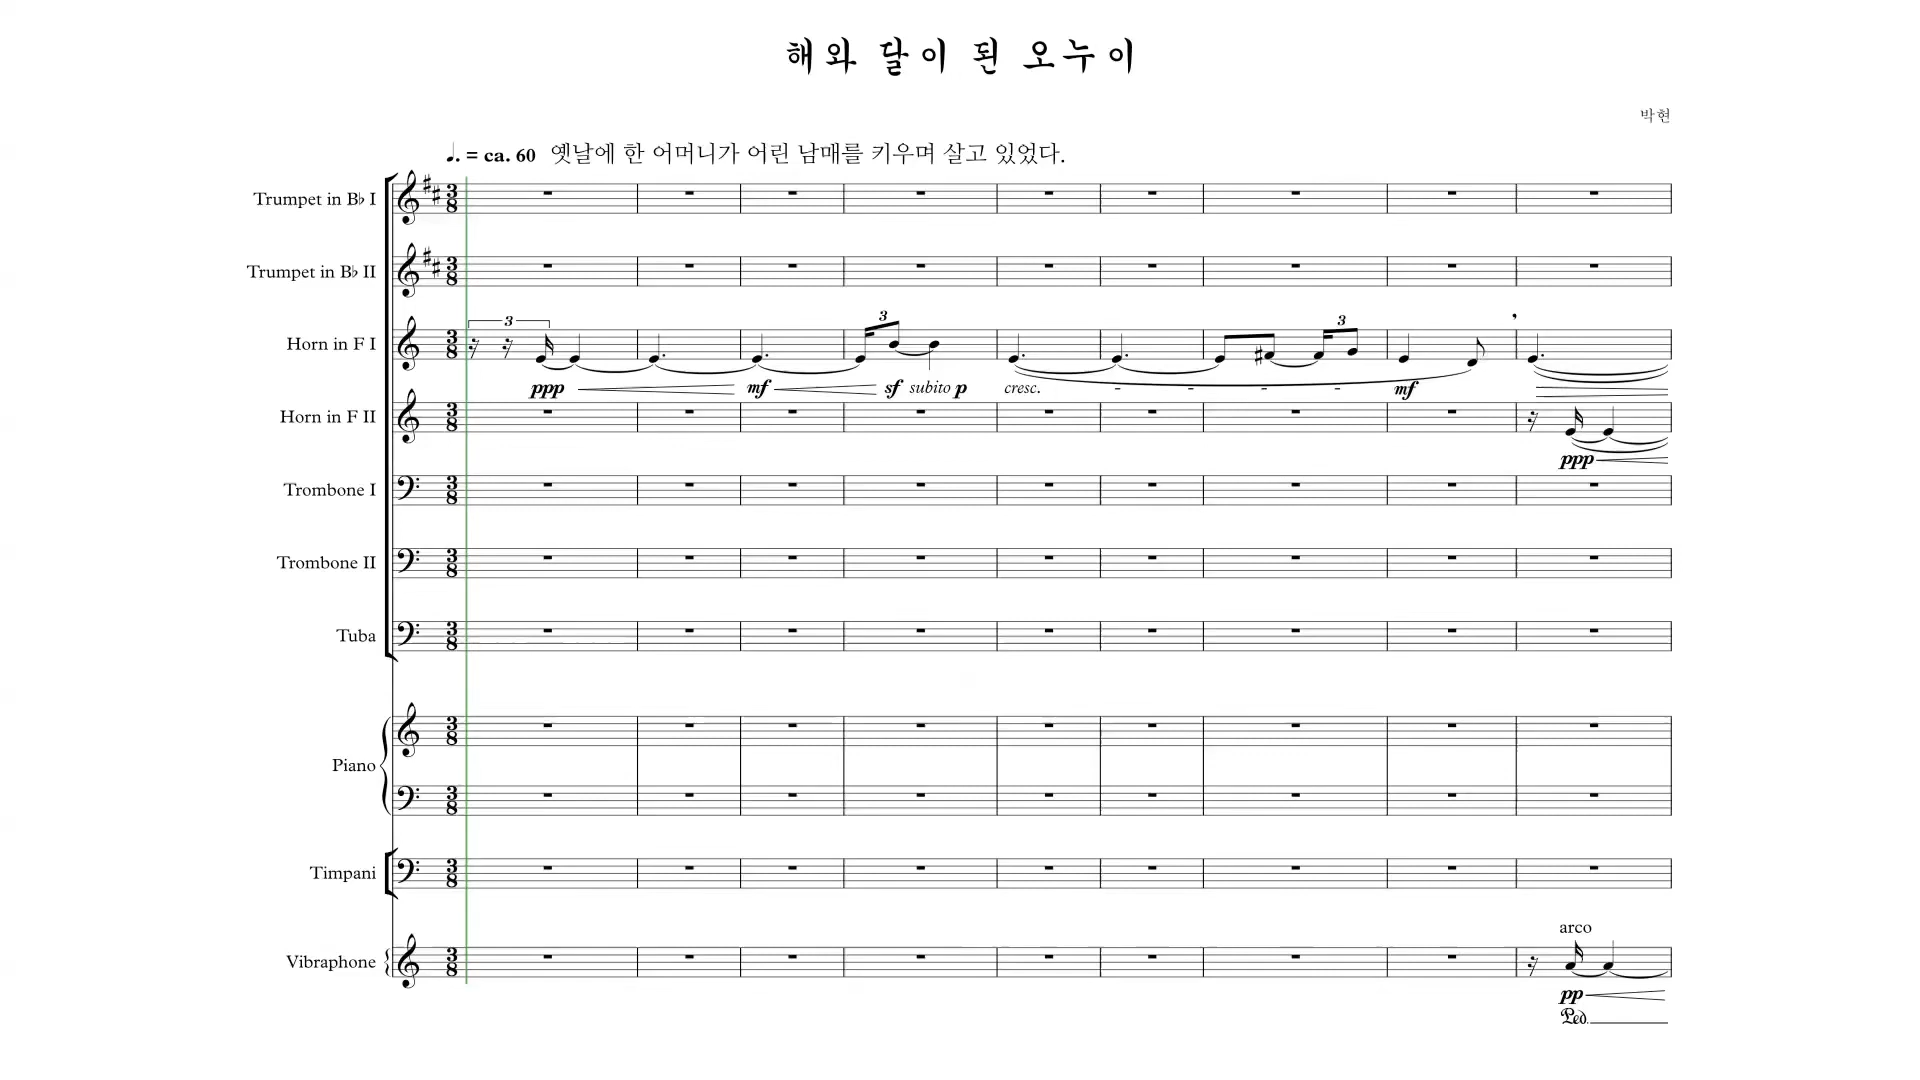 해와 달이 된 오누이
박현
♩. = ca. 60 옛날에 한 어머니가 어린 남매를 키우며 살고 있었다.
Trumpet in B♭ I
Trumpet in B♭ II
3 3 3
Horn in F I
ppp mf sf subito p cresc. - - - - mf
Horn in F II
ppp
Trombone I
Trombone II
Tuba
Piano
Timpani
arco
Vibraphone
pp
Ped.